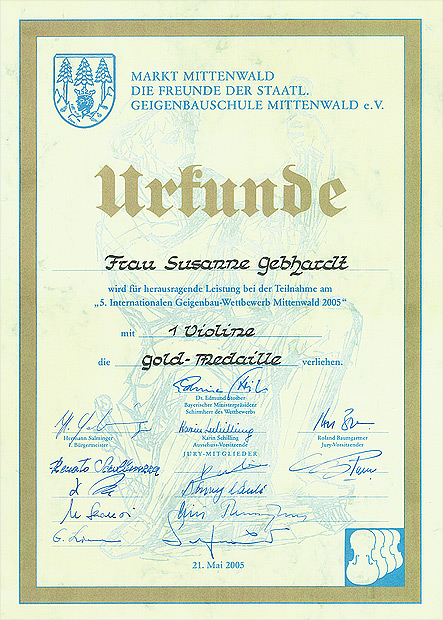 MARKT MITTENWALD
DIE FREUNDE DER STAATL.
GEIGENBAUSCHULE MITTENWALD e.V.
Urkunde
Frau Susanne Gebhardt
wird für herausragende Leistung bei der Teilnahme am
„5. Internationalen Geigenbau-Wettbewerb Mittenwald 2005“
mit 1 Violine
die gold-Medaille verliehen.
Dr. Edmund Stoiber
Bayerischer Ministerpräsident
Schirmherr des Wettbewerbs
Hermann Salminger
1. Bürgermeister
Karin Schilling
Karin Schilling
Ausschuss-Vorsitzende
Roland Baumgartner
Jury-Vorsitzender
JURY-MITGLIEDER
21. Mai 2005